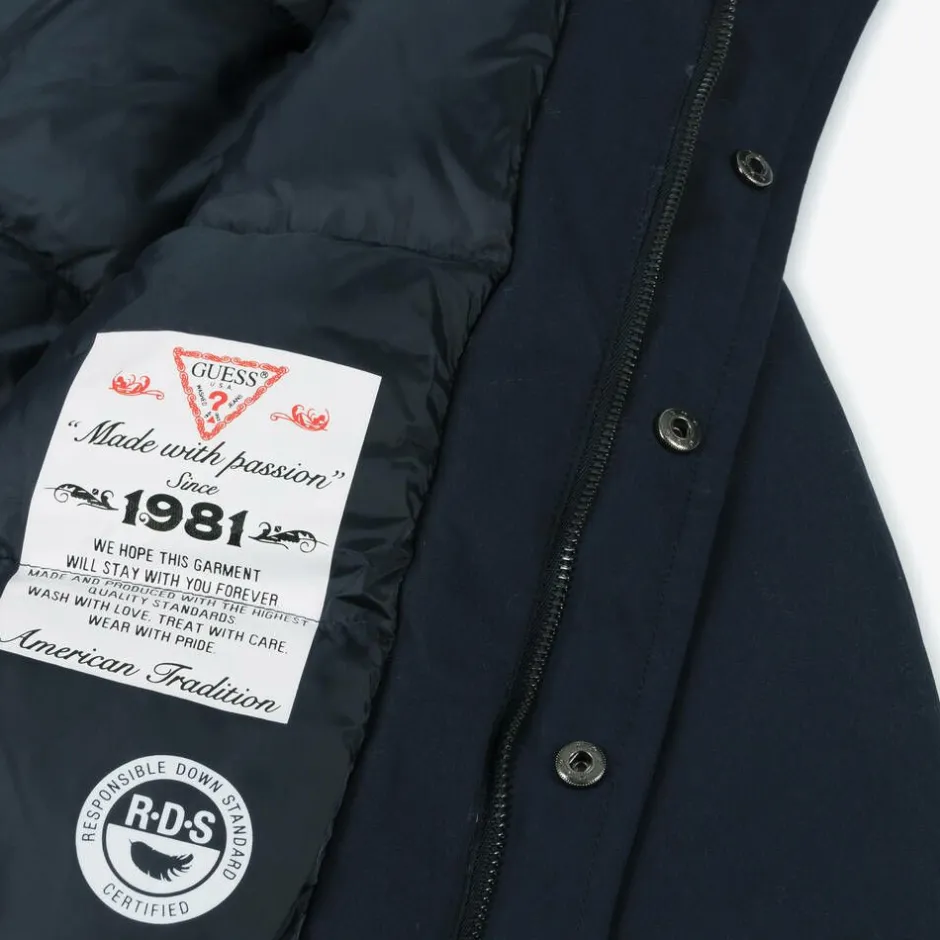 GUESS®
U.S.A.
WASHED
JEANS
?
"Made with passion"
Since
1981
WE HOPE THIS GARMENT
WILL STAY WITH YOU FOREVER
MADE AND PRODUCED WITH THE HIGHEST
QUALITY STANDARDS
WASH WITH LOVE. TREAT WITH CARE.
WEAR WITH PRIDE.
American Tradition
RESPONSIBLE DOWN STANDARD
R·D·S
CERTIFIED